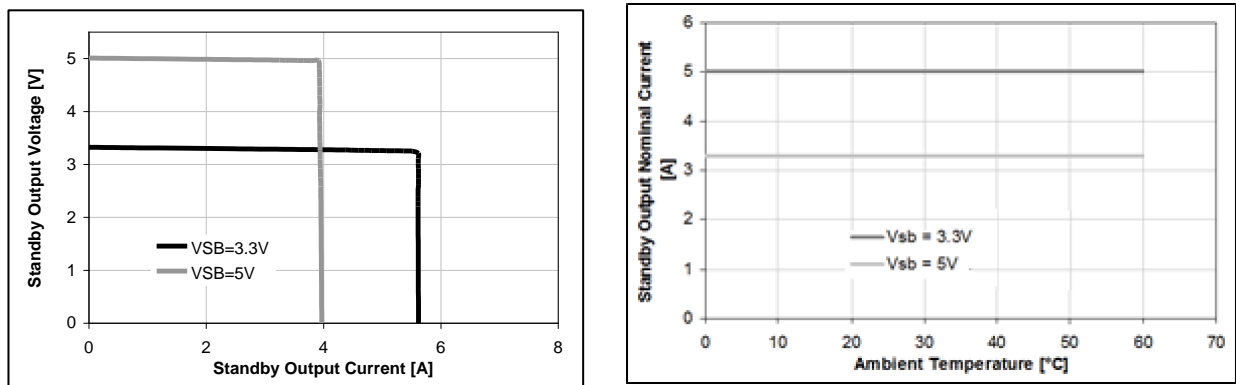 Standby Output Voltage [V]
5
4
3
2
1
0
VSB=3.3V
VSB=5V
0 2 4 6 8
Standby Output Current [A]
Standby Output Nominal Current
[A]
6
5
4
3
2
1
0
Vsb = 3.3V
Vsb = 5V
0 10 20 30 40 50 60 70
Ambient Temperature [°C]